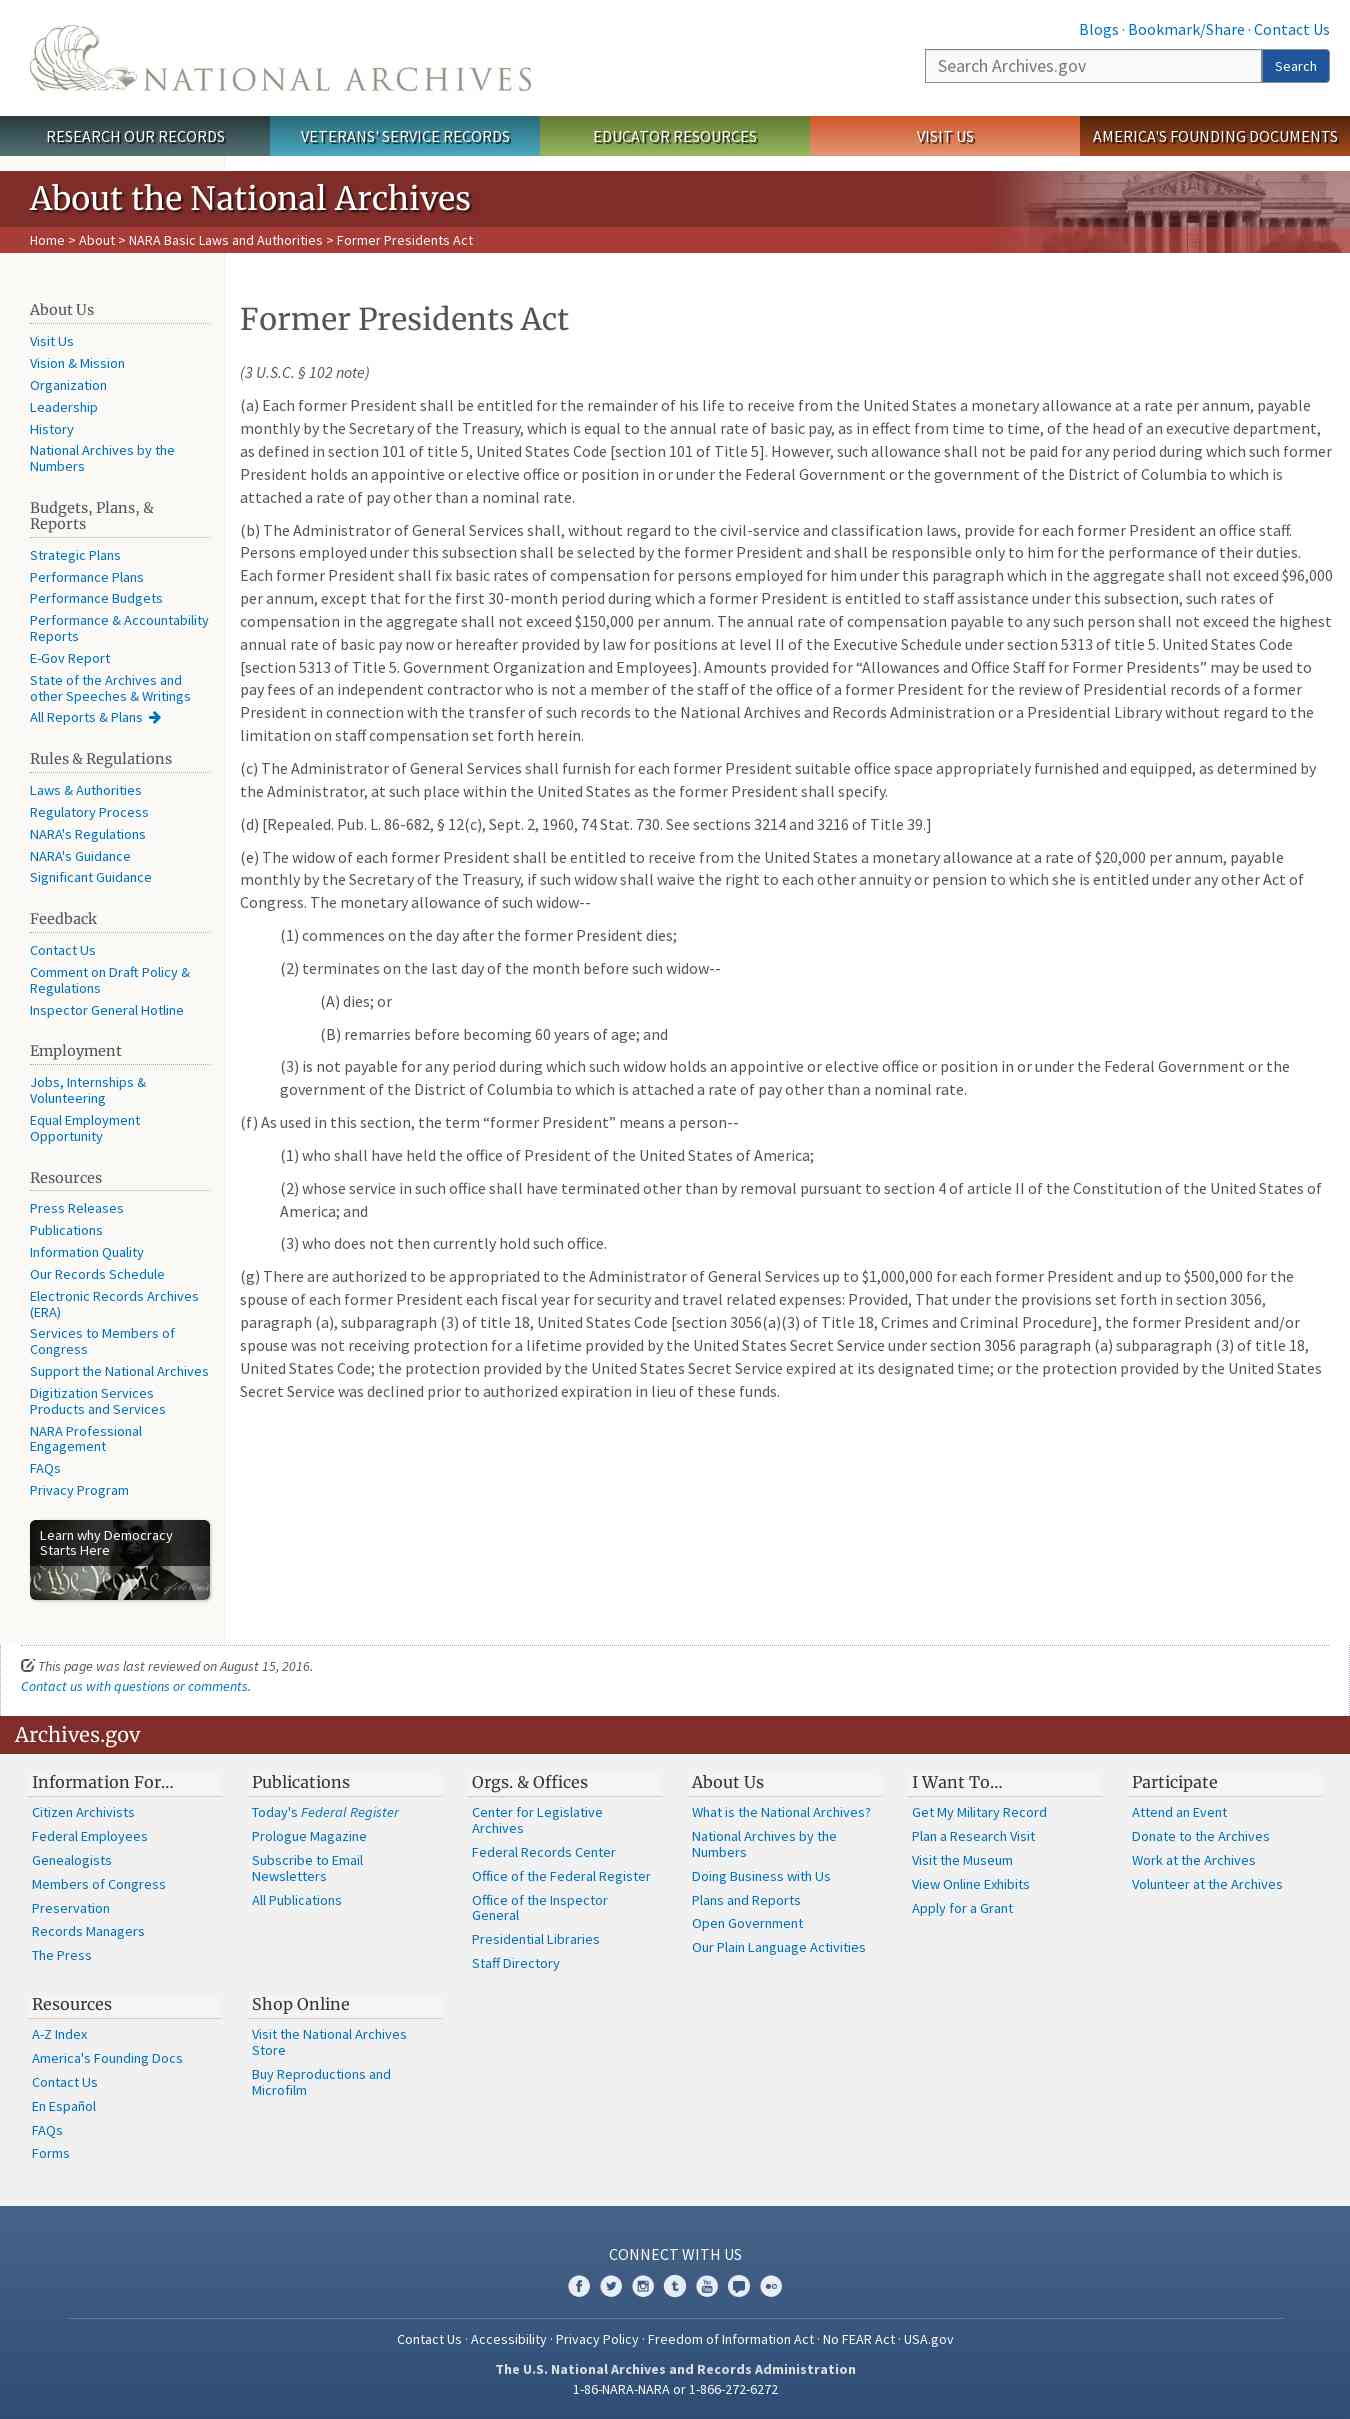 NATIONAL ARCHIVES
Blogs · Bookmark/Share · Contact Us
Search Archives.gov
Search
RESEARCH OUR RECORDS
VETERANS' SERVICE RECORDS
EDUCATOR RESOURCES
VISIT US
AMERICA'S FOUNDING DOCUMENTS
About the National Archives
Home > About > NARA Basic Laws and Authorities > Former Presidents Act
About Us
Visit Us
Vision & Mission
Organization
Leadership
History
National Archives by the
Numbers
Budgets, Plans, &
Reports
Strategic Plans
Performance Plans
Performance Budgets
Performance & Accountability
Reports
E-Gov Report
State of the Archives and
other Speeches & Writings
All Reports & Plans
Rules & Regulations
Laws & Authorities
Regulatory Process
NARA's Regulations
NARA's Guidance
Significant Guidance
Feedback
Contact Us
Comment on Draft Policy &
Regulations
Inspector General Hotline
Employment
Jobs, Internships &
Volunteering
Equal Employment
Opportunity
Resources
Press Releases
Publications
Information Quality
Our Records Schedule
Electronic Records Archives
(ERA)
Services to Members of
Congress
Support the National Archives
Digitization Services
Products and Services
NARA Professional
Engagement
FAQs
Privacy Program
Learn why Democracy
Starts Here
We the People
Former Presidents Act
(3 U.S.C. § 102 note)
(a) Each former President shall be entitled for the remainder of his life to receive from the United States a monetary allowance at a rate per annum, payable
monthly by the Secretary of the Treasury, which is equal to the annual rate of basic pay, as in effect from time to time, of the head of an executive department,
as defined in section 101 of title 5, United States Code [section 101 of Title 5]. However, such allowance shall not be paid for any period during which such former
President holds an appointive or elective office or position in or under the Federal Government or the government of the District of Columbia to which is
attached a rate of pay other than a nominal rate.
(b) The Administrator of General Services shall, without regard to the civil-service and classification laws, provide for each former President an office staff.
Persons employed under this subsection shall be selected by the former President and shall be responsible only to him for the performance of their duties.
Each former President shall fix basic rates of compensation for persons employed for him under this paragraph which in the aggregate shall not exceed $96,000
per annum, except that for the first 30-month period during which a former President is entitled to staff assistance under this subsection, such rates of
compensation in the aggregate shall not exceed $150,000 per annum. The annual rate of compensation payable to any such person shall not exceed the highest
annual rate of basic pay now or hereafter provided by law for positions at level II of the Executive Schedule under section 5313 of title 5. United States Code
[section 5313 of Title 5. Government Organization and Employees]. Amounts provided for “Allowances and Office Staff for Former Presidents” may be used to
pay fees of an independent contractor who is not a member of the staff of the office of a former President for the review of Presidential records of a former
President in connection with the transfer of such records to the National Archives and Records Administration or a Presidential Library without regard to the
limitation on staff compensation set forth herein.
(c) The Administrator of General Services shall furnish for each former President suitable office space appropriately furnished and equipped, as determined by
the Administrator, at such place within the United States as the former President shall specify.
(d) [Repealed. Pub. L. 86-682, § 12(c), Sept. 2, 1960, 74 Stat. 730. See sections 3214 and 3216 of Title 39.]
(e) The widow of each former President shall be entitled to receive from the United States a monetary allowance at a rate of $20,000 per annum, payable
monthly by the Secretary of the Treasury, if such widow shall waive the right to each other annuity or pension to which she is entitled under any other Act of
Congress. The monetary allowance of such widow--
(1) commences on the day after the former President dies;
(2) terminates on the last day of the month before such widow--
(A) dies; or
(B) remarries before becoming 60 years of age; and
(3) is not payable for any period during which such widow holds an appointive or elective office or position in or under the Federal Government or the
government of the District of Columbia to which is attached a rate of pay other than a nominal rate.
(f) As used in this section, the term “former President” means a person--
(1) who shall have held the office of President of the United States of America;
(2) whose service in such office shall have terminated other than by removal pursuant to section 4 of article II of the Constitution of the United States of
America; and
(3) who does not then currently hold such office.
(g) There are authorized to be appropriated to the Administrator of General Services up to $1,000,000 for each former President and up to $500,000 for the
spouse of each former President each fiscal year for security and travel related expenses: Provided, That under the provisions set forth in section 3056,
paragraph (a), subparagraph (3) of title 18, United States Code [section 3056(a)(3) of Title 18, Crimes and Criminal Procedure], the former President and/or
spouse was not receiving protection for a lifetime provided by the United States Secret Service under section 3056 paragraph (a) subparagraph (3) of title 18,
United States Code; the protection provided by the United States Secret Service expired at its designated time; or the protection provided by the United States
Secret Service was declined prior to authorized expiration in lieu of these funds.
This page was last reviewed on August 15, 2016.
Contact us with questions or comments.
Archives.gov
Information For…
Citizen Archivists
Federal Employees
Genealogists
Members of Congress
Preservation
Records Managers
The Press
Publications
Today's Federal Register
Prologue Magazine
Subscribe to Email
Newsletters
All Publications
Orgs. & Offices
Center for Legislative
Archives
Federal Records Center
Office of the Federal Register
Office of the Inspector
General
Presidential Libraries
Staff Directory
About Us
What is the National Archives?
National Archives by the
Numbers
Doing Business with Us
Plans and Reports
Open Government
Our Plain Language Activities
I Want To…
Get My Military Record
Plan a Research Visit
Visit the Museum
View Online Exhibits
Apply for a Grant
Participate
Attend an Event
Donate to the Archives
Work at the Archives
Volunteer at the Archives
Resources
A-Z Index
America's Founding Docs
Contact Us
En Español
FAQs
Forms
Shop Online
Visit the National Archives
Store
Buy Reproductions and
Microfilm
CONNECT WITH US
Contact Us · Accessibility · Privacy Policy · Freedom of Information Act · No FEAR Act · USA.gov
The U.S. National Archives and Records Administration
1-86-NARA-NARA or 1-866-272-6272